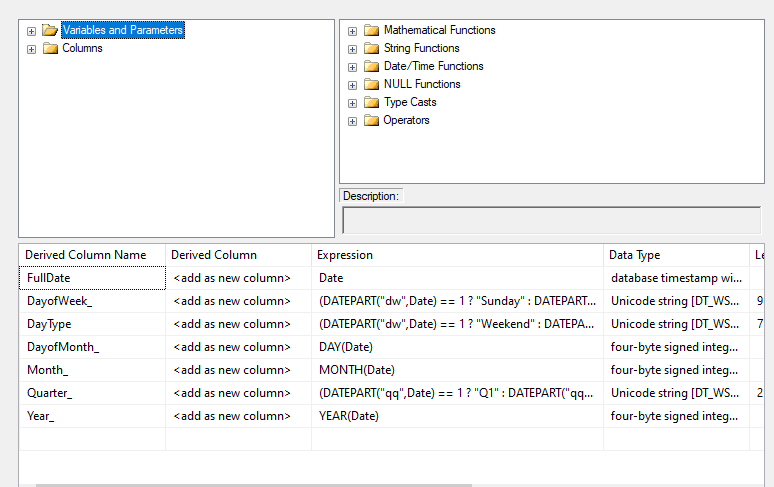 Variables and Parameters
Columns
Mathematical Functions
String Functions
Date/Time Functions
NULL Functions
Type Casts
Operators
Description:
Derived Column Name Derived Column Expression Data Type Le
FullDate <add as new column> Date database timestamp wi...
DayofWeek_ <add as new column> (DATEPART("dw",Date) == 1 ? "Sunday" : DATEPART... Unicode string [DT_WS... 9
DayType <add as new column> (DATEPART("dw",Date) == 1 ? "Weekend" : DATEPA... Unicode string [DT_WS... 7
DayofMonth_ <add as new column> DAY(Date) four-byte signed integ...
Month_ <add as new column> MONTH(Date) four-byte signed integ...
Quarter_ <add as new column> (DATEPART("qq",Date) == 1 ? "Q1" : DATEPART("qq... Unicode string [DT_WS... 2
Year_ <add as new column> YEAR(Date) four-byte signed integ...